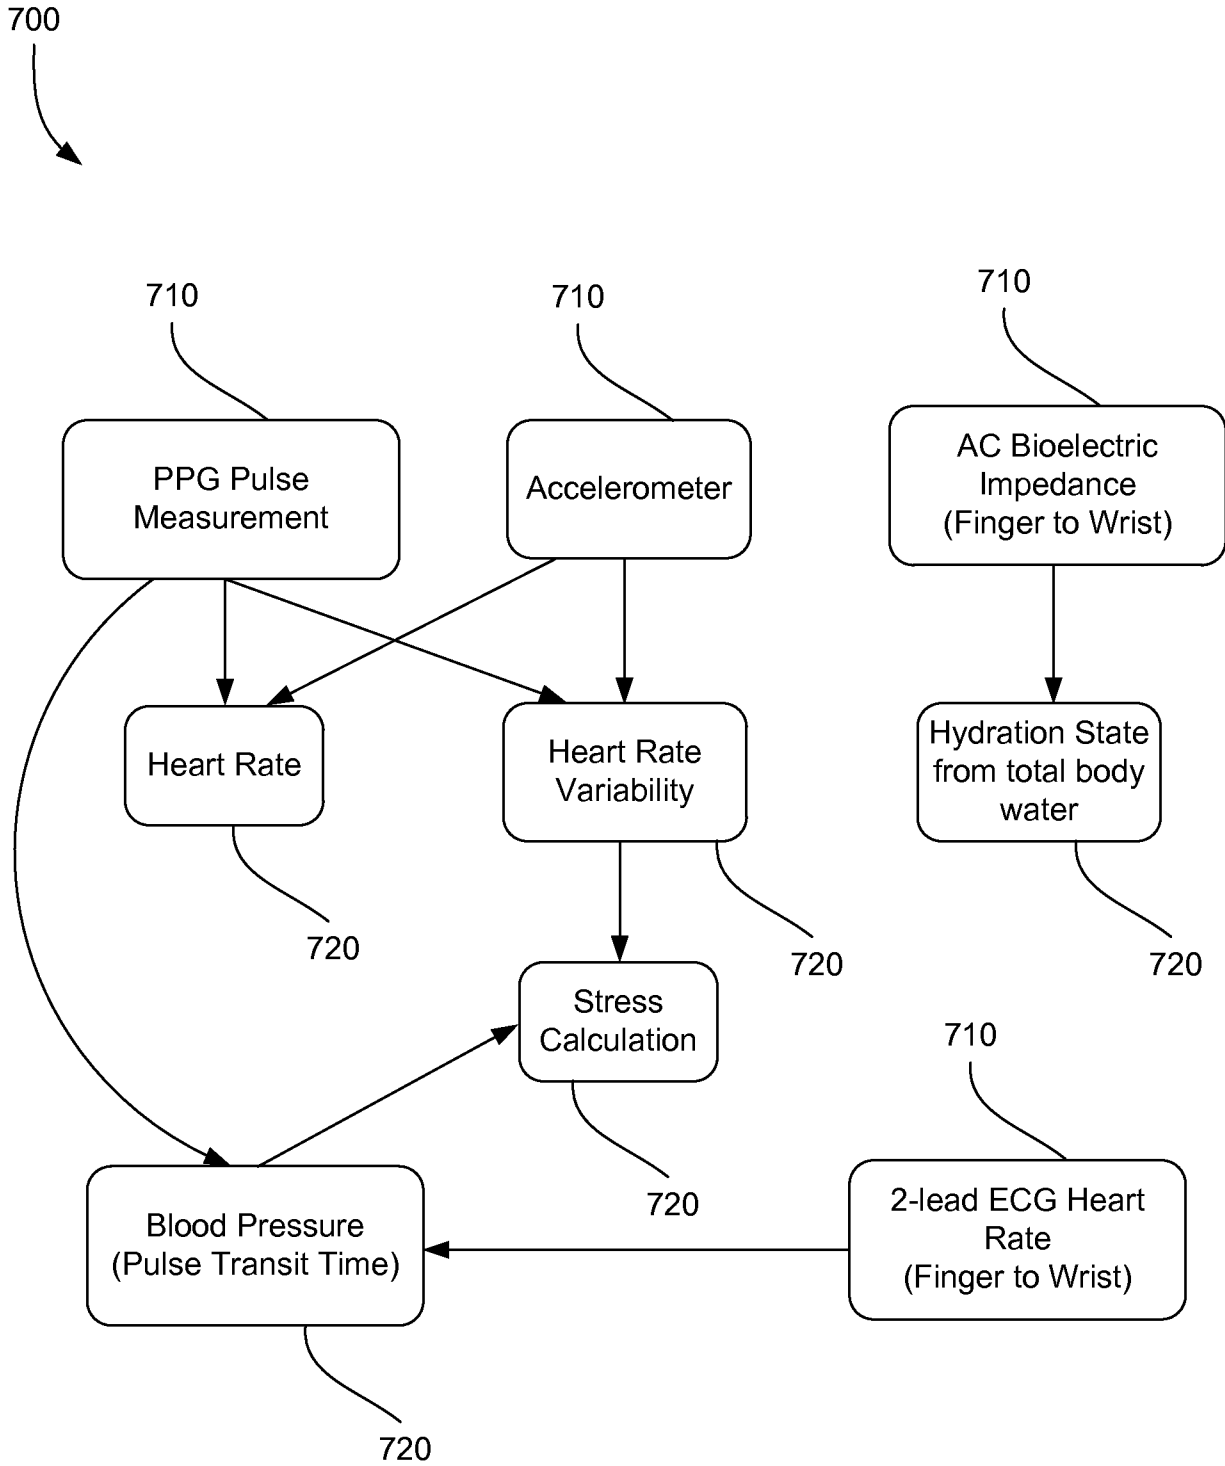 700
710
710
710
PPG Pulse
Measurement
Accelerometer
AC Bioelectric
Impedance
(Finger to Wrist)
Heart Rate
Heart Rate
Variability
Hydration State
from total body
water
720
720
720
Stress
Calculation
710
720
Blood Pressure
(Pulse Transit Time)
2-lead ECG Heart
Rate
(Finger to Wrist)
720